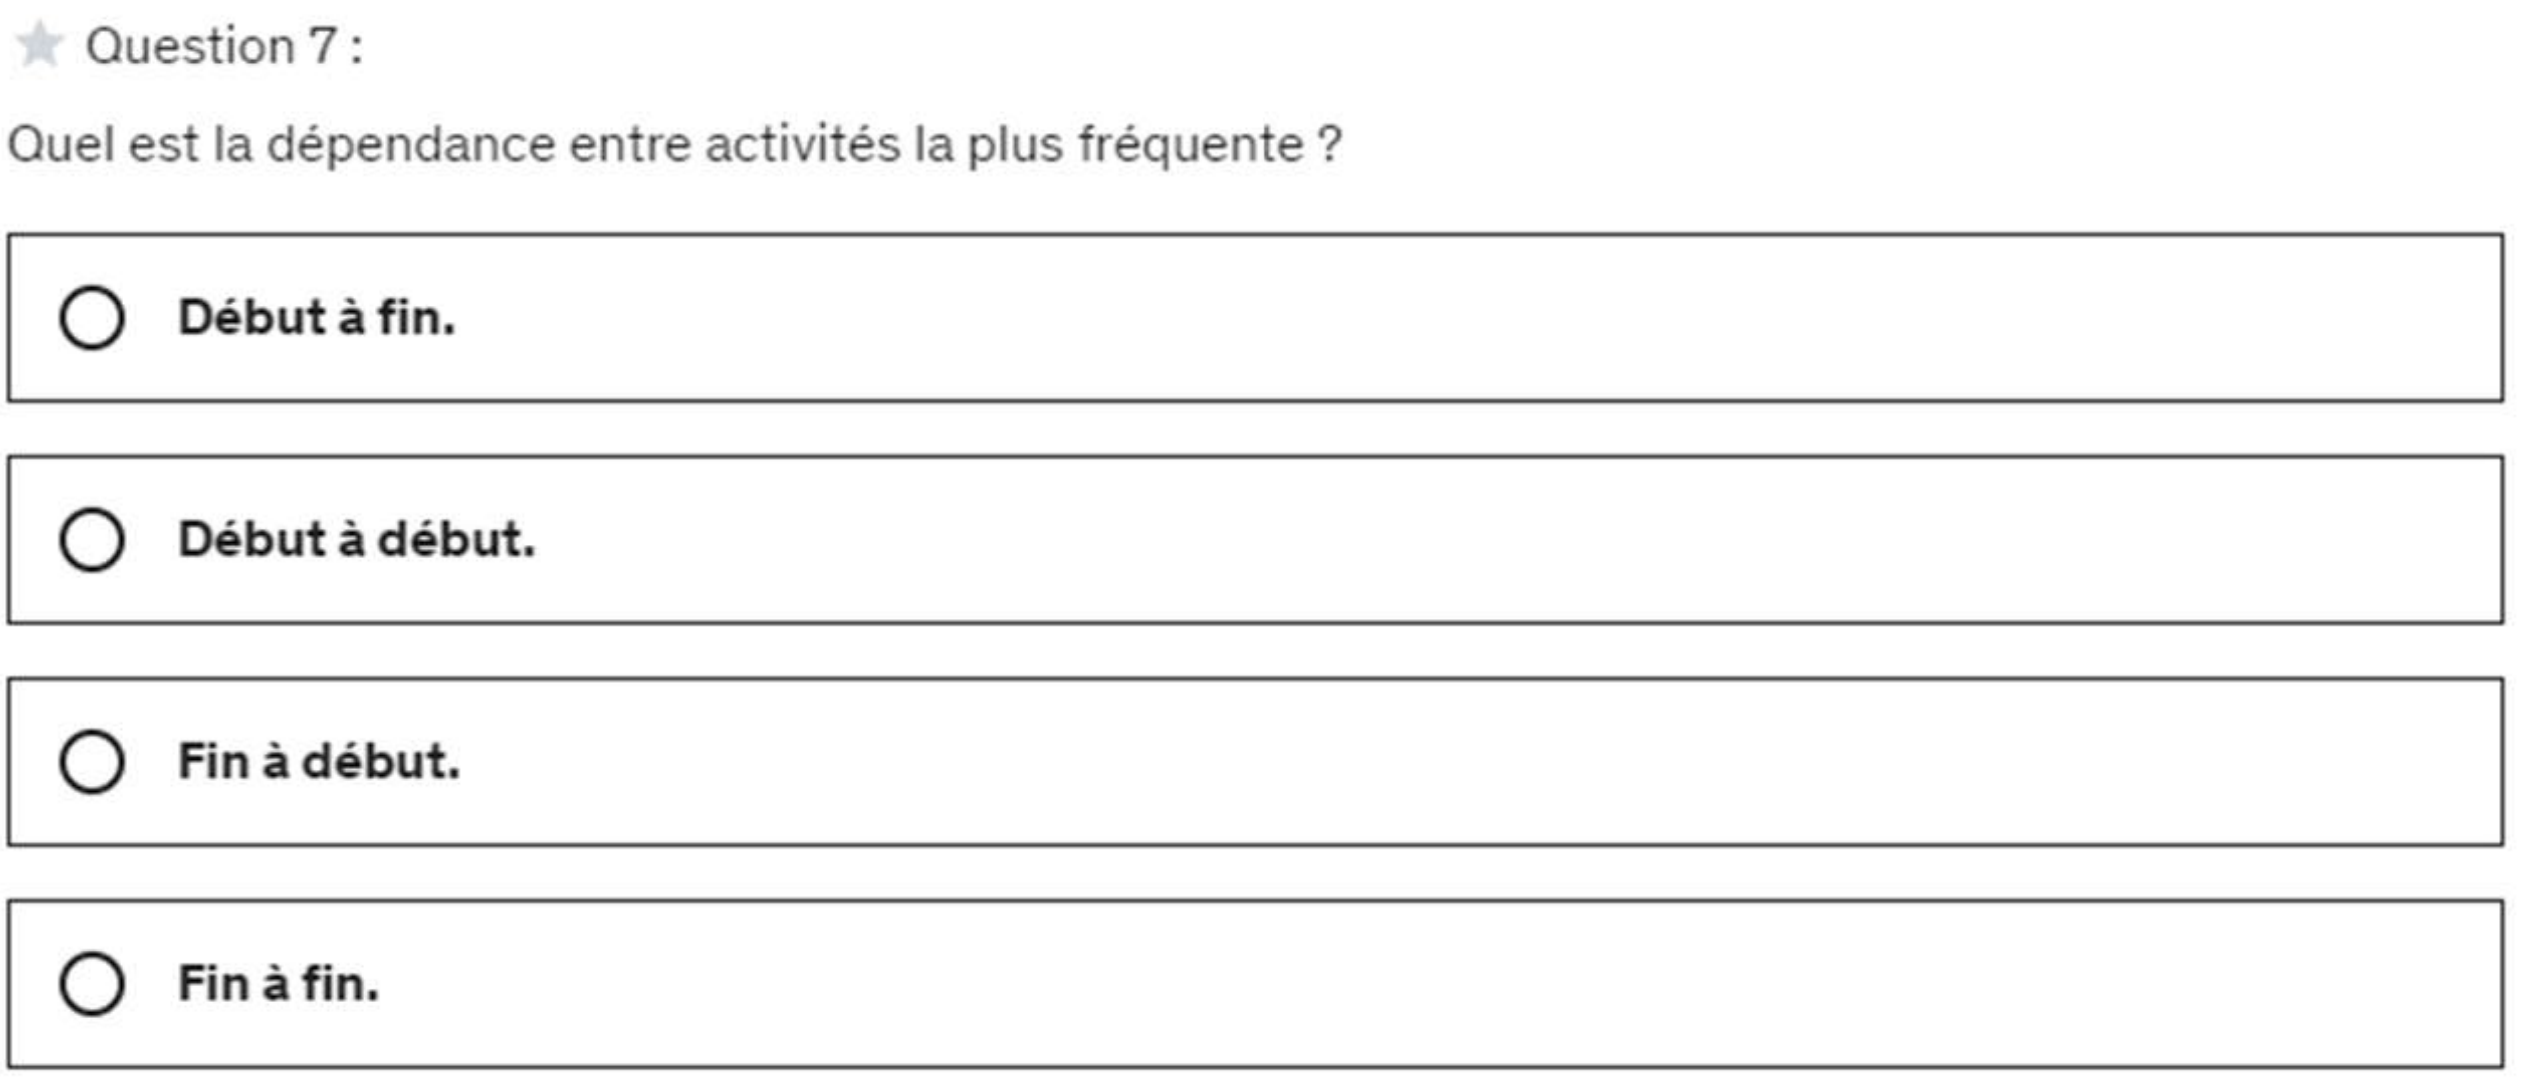 Question 7 :
Quel est la dépendance entre activités la plus fréquente ?
Début à fin.
Début à début.
Fin à début.
Fin à fin.